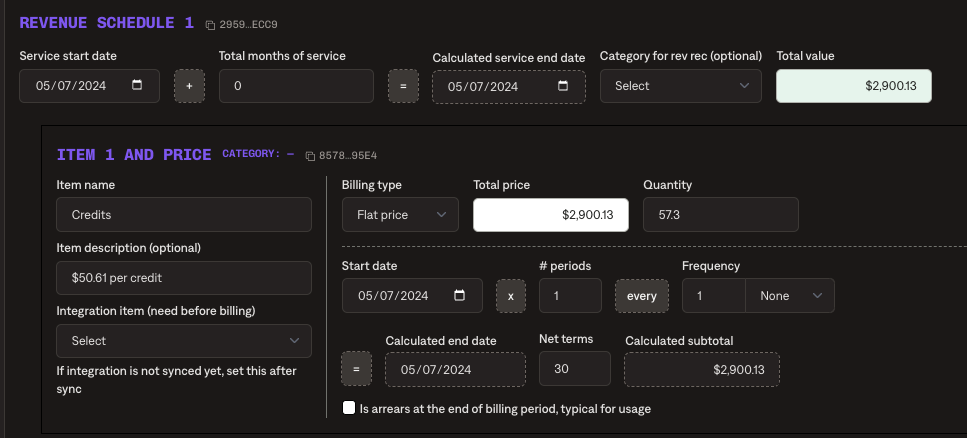 REVENUE SCHEDULE 1 2959…ECC9
Service start date Total months of service Calculated service end date Category for rev rec (optional) Total value
05/07/2024 + 0 = 05/07/2024 Select $2,900.13
ITEM 1 AND PRICE CATEGORY: – 8578…95E4
Item name Billing type Total price Quantity
Credits Flat price $2,900.13 57.3
Item description (optional)
$50.61 per credit
Start date # periods Frequency
05/07/2024 x 1 every 1 None
Integration item (need before billing)
Select
Calculated end date Net terms Calculated subtotal
= 05/07/2024 30 $2,900.13
If integration is not synced yet, set this after
sync
Is arrears at the end of billing period, typical for usage